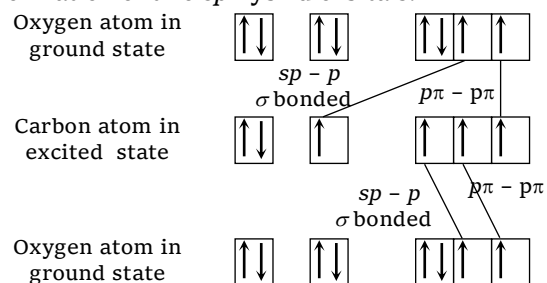 Oxygen atom in
ground state
sp – p
σ bonded
pπ – pπ
Carbon atom in
excited state
sp – p
σ bonded
pπ – pπ
Oxygen atom in
ground state